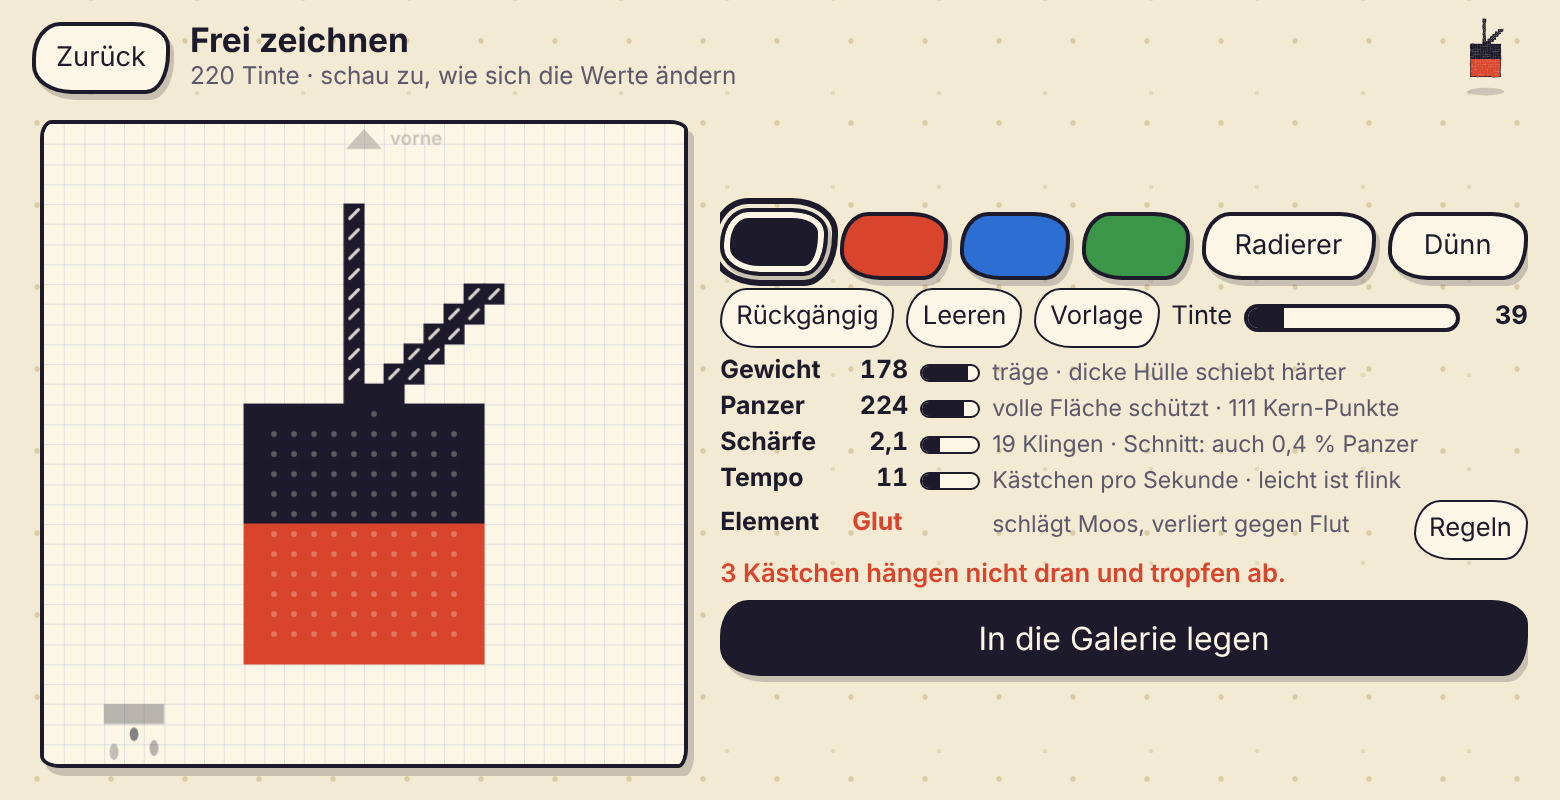 Zurück
Frei zeichnen
220 Tinte · schau zu, wie sich die Werte ändern
vorne
Radierer
Dünn
Rückgängig
Leeren
Vorlage
Tinte 39
Gewicht 178 träge · dicke Hülle schiebt härter
Panzer 224 volle Fläche schützt · 111 Kern-Punkte
Schärfe 2,1 19 Klingen · Schnitt: auch 0,4 % Panzer
Tempo 11 Kästchen pro Sekunde · leicht ist flink
Element Glut schlägt Moos, verliert gegen Flut
Regeln
3 Kästchen hängen nicht dran und tropfen ab.
In die Galerie legen